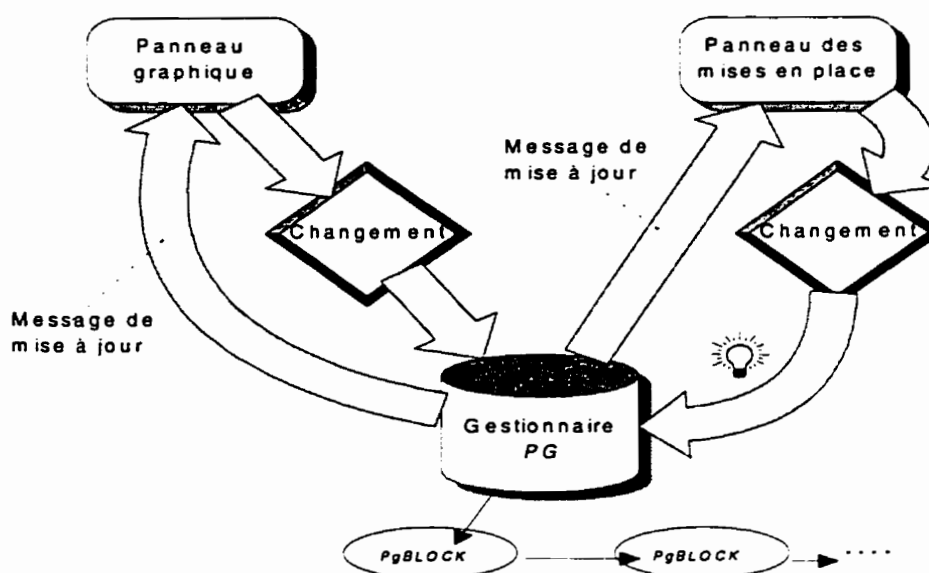 Panneau
graphique
Panneau des
mises en place
Message de
mise à jour
Changement
Changement
Message de
mise à jour
Gestionnaire
PG
PgBLOCK
PgBLOCK
....